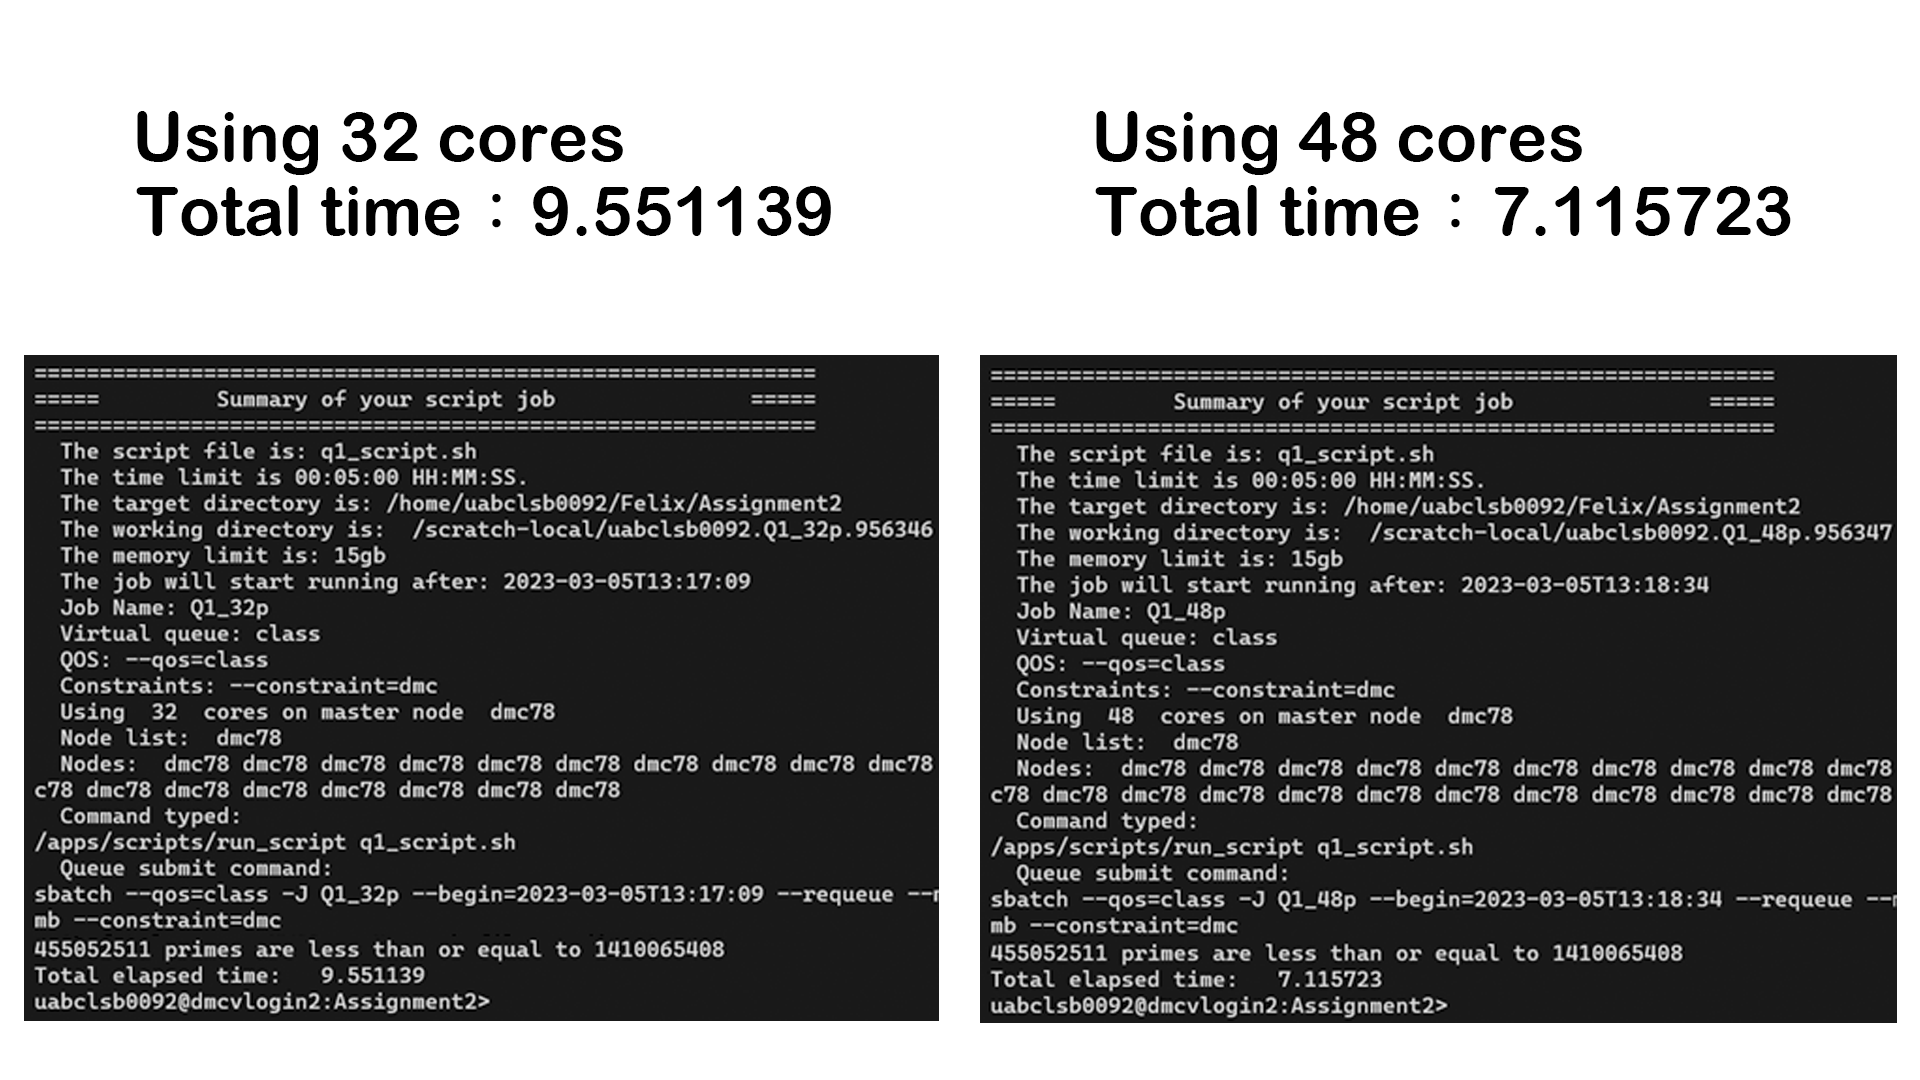 Using 32 cores
Total time：9.551139
============================================================
=====         Summary of your script job               =====
============================================================
The script file is: q1_script.sh
The time limit is 00:05:00 HH:MM:SS.
The target directory is: /home/uabclsb0092/Felix/Assignment2
The working directory is:  /scratch-local/uabclsb0092.Q1_32p.956346
The memory limit is: 15gb
The job will start running after: 2023-03-05T13:17:09
Job Name: Q1_32p
Virtual queue: class
QOS: --qos=class
Constraints: --constraint=dmc
Using  32  cores on master node  dmc78
Node list:  dmc78
Nodes:  dmc78 dmc78 dmc78 dmc78 dmc78 dmc78 dmc78 dmc78 dmc78 dmc78
c78 dmc78 dmc78 dmc78 dmc78 dmc78 dmc78 dmc78
Command typed:
/apps/scripts/run_script q1_script.sh
Queue submit command:
sbatch --qos=class -J Q1_32p --begin=2023-03-05T13:17:09 --requeue --
mb --constraint=dmc
455052511 primes are less than or equal to 1410065408
Total elapsed time:   9.551139
uabclsb0092@dmcvlogin2:Assignment2>
Using 48 cores
Total time：7.115723
============================================================
=====         Summary of your script job               =====
============================================================
The script file is: q1_script.sh
The time limit is 00:05:00 HH:MM:SS.
The target directory is: /home/uabclsb0092/Felix/Assignment2
The working directory is:  /scratch-local/uabclsb0092.Q1_48p.956347
The memory limit is: 15gb
The job will start running after: 2023-03-05T13:18:34
Job Name: Q1_48p
Virtual queue: class
QOS: --qos=class
Constraints: --constraint=dmc
Using  48  cores on master node  dmc78
Node list:  dmc78
Nodes:  dmc78 dmc78 dmc78 dmc78 dmc78 dmc78 dmc78 dmc78 dmc78 dmc78
c78 dmc78 dmc78 dmc78 dmc78 dmc78 dmc78 dmc78 dmc78 dmc78 dmc78 dmc78
Command typed:
/apps/scripts/run_script q1_script.sh
Queue submit command:
sbatch --qos=class -J Q1_48p --begin=2023-03-05T13:18:34 --requeue --
mb --constraint=dmc
455052511 primes are less than or equal to 1410065408
Total elapsed time:   7.115723
uabclsb0092@dmcvlogin2:Assignment2>